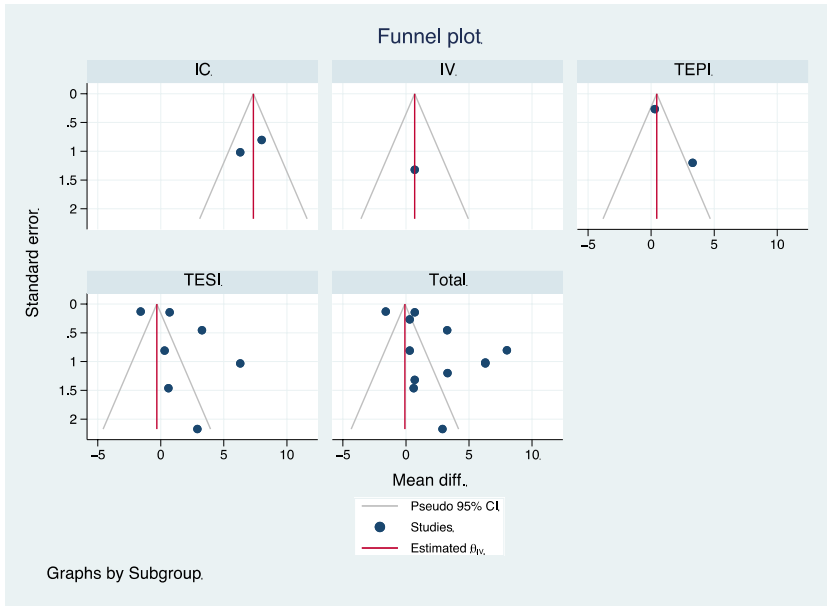 Funnel plot.
IC.
IV.
TEPI.
0
.5
1
1.5
2
−5
0
5
10
Standard error.
TESI.
Total.
0
.5
1
1.5
2
−5
0
5
10
−5
0
5
10
Mean diff..
Pseudo 95% CI.
Studies.
Estimated θIV.
Graphs by Subgroup.